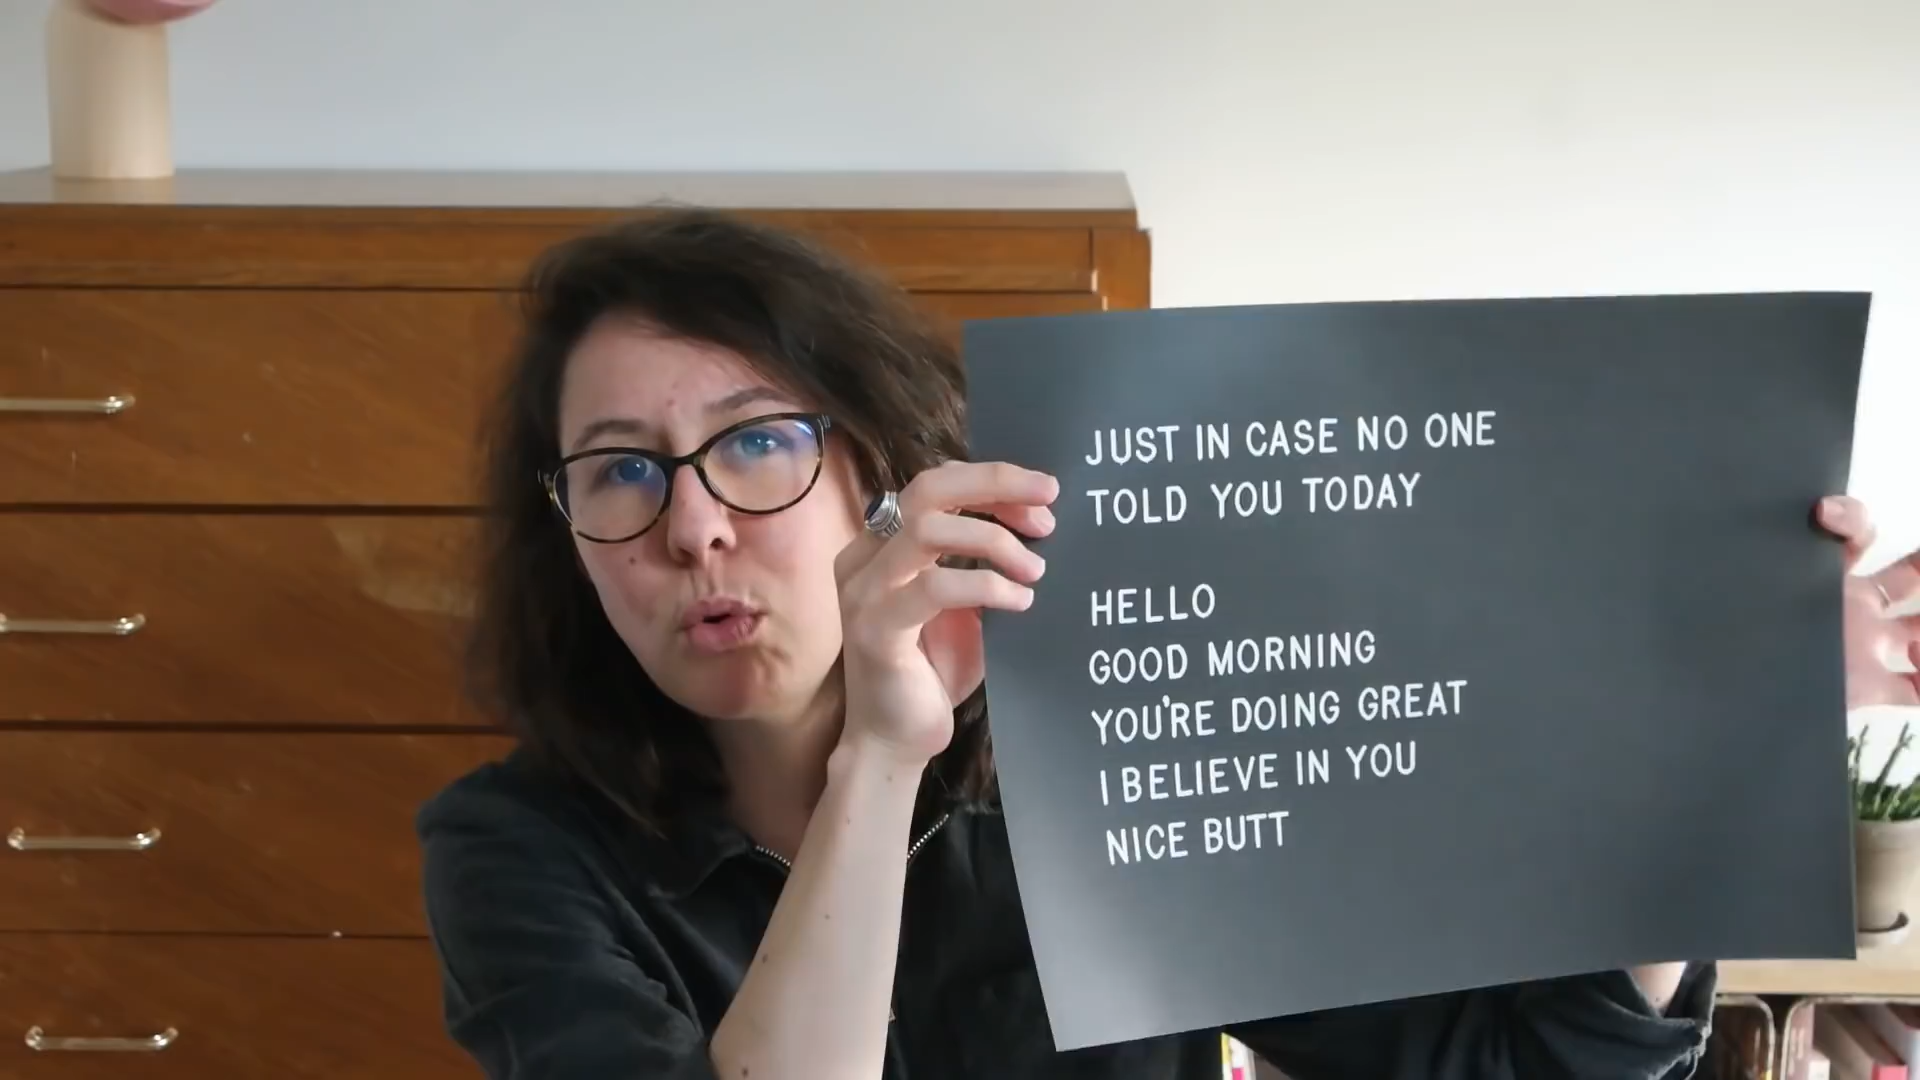 JUST IN CASE NO ONE
TOLD YOU TODAY
HELLO
GOOD MORNING
YOU'RE DOING GREAT
I BELIEVE IN YOU
NICE BUTT